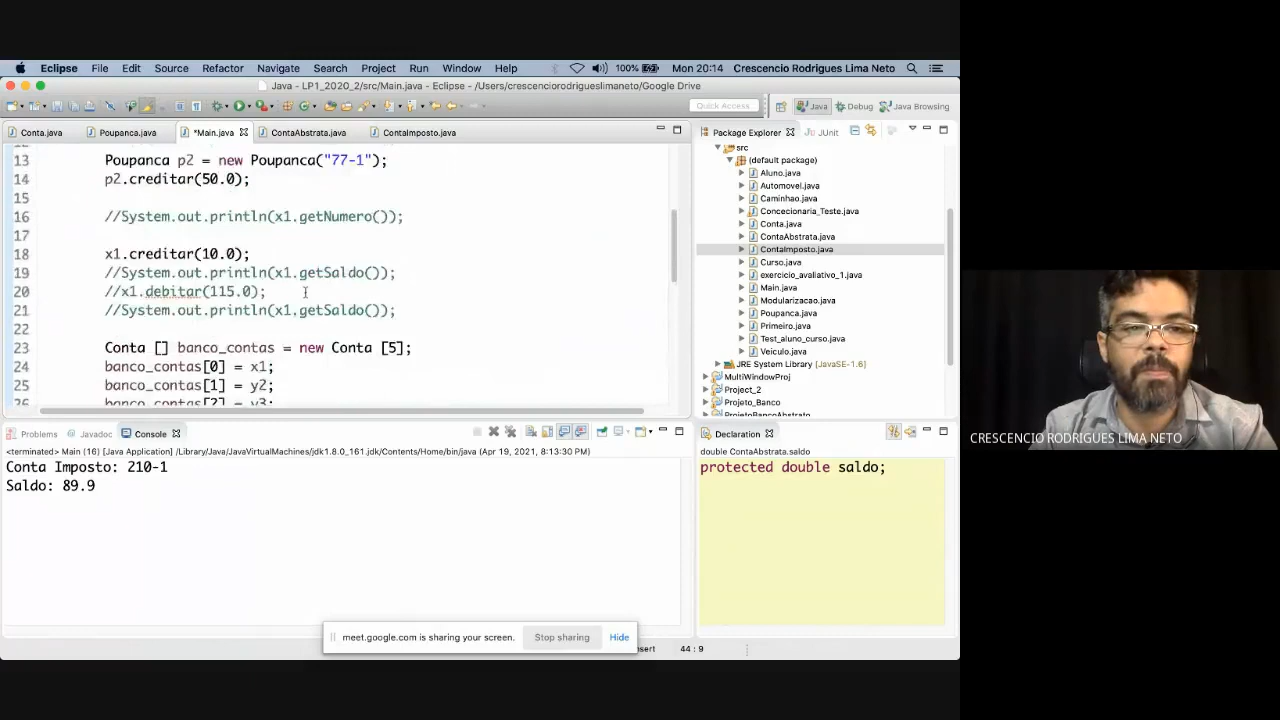 Eclipse File Edit Source Refactor Navigate Search Project Run Window Help 100% Mon 20:14 Crescencio Rodrigues Lima Neto
Java - LP1_2020_2/src/Main.java - Eclipse - /Users/crescenciorodrigueslimaneto/Google Drive
Quick Access Java Debug Java Browsing
Conta.java Poupanca.java *Main.java ContaAbstrata.java ContaImposto.java
13 Poupanca p2 = new Poupanca("77-1");
14 p2.creditar(50.0);
15
16 //System.out.println(x1.getNumero());
17
18 x1.creditar(10.0);
19 //System.out.println(x1.getSaldo());
20 //x1.debitar(115.0);
21 //System.out.println(x1.getSaldo());
22
23 Conta [] banco_contas = new Conta [5];
24 banco_contas[0] = x1;
25 banco_contas[1] = y2;
26 banco_contas[2] = y3;
Package Explorer JUnit
src
(default package)
Aluno.java
Automovel.java
Caminhao.java
Concecionaria_Teste.java
Conta.java
ContaAbstrata.java
ContaImposto.java
Curso.java
exercicio_avaliativo_1.java
Main.java
Modularizacao.java
Poupanca.java
Primeiro.java
Test_aluno_curso.java
Veiculo.java
JRE System Library [JavaSE-1.6]
MultiWindowProj
Project_2
Projeto_Banco
ProjetoBancoAbstrato
Problems Javadoc Console
<terminated> Main (16) [Java Application] /Library/Java/JavaVirtualMachines/jdk1.8.0_161.jdk/Contents/Home/bin/java (Apr 19, 2021, 8:13:30 PM)
Conta Imposto: 210-1
Saldo: 89.9
Declaration
double ContaAbstrata.saldo
protected double saldo;
meet.google.com is sharing your screen. Stop sharing Hide
44 : 9
CRESCENCIO RODRIGUES LIMA NETO